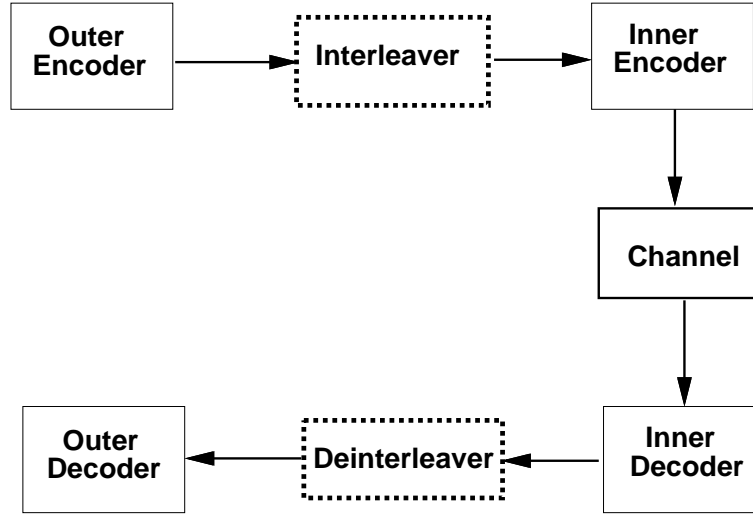 Outer
Encoder
Interleaver
Inner
Encoder
Channel
Outer
Decoder
Deinterleaver
Inner
Decoder